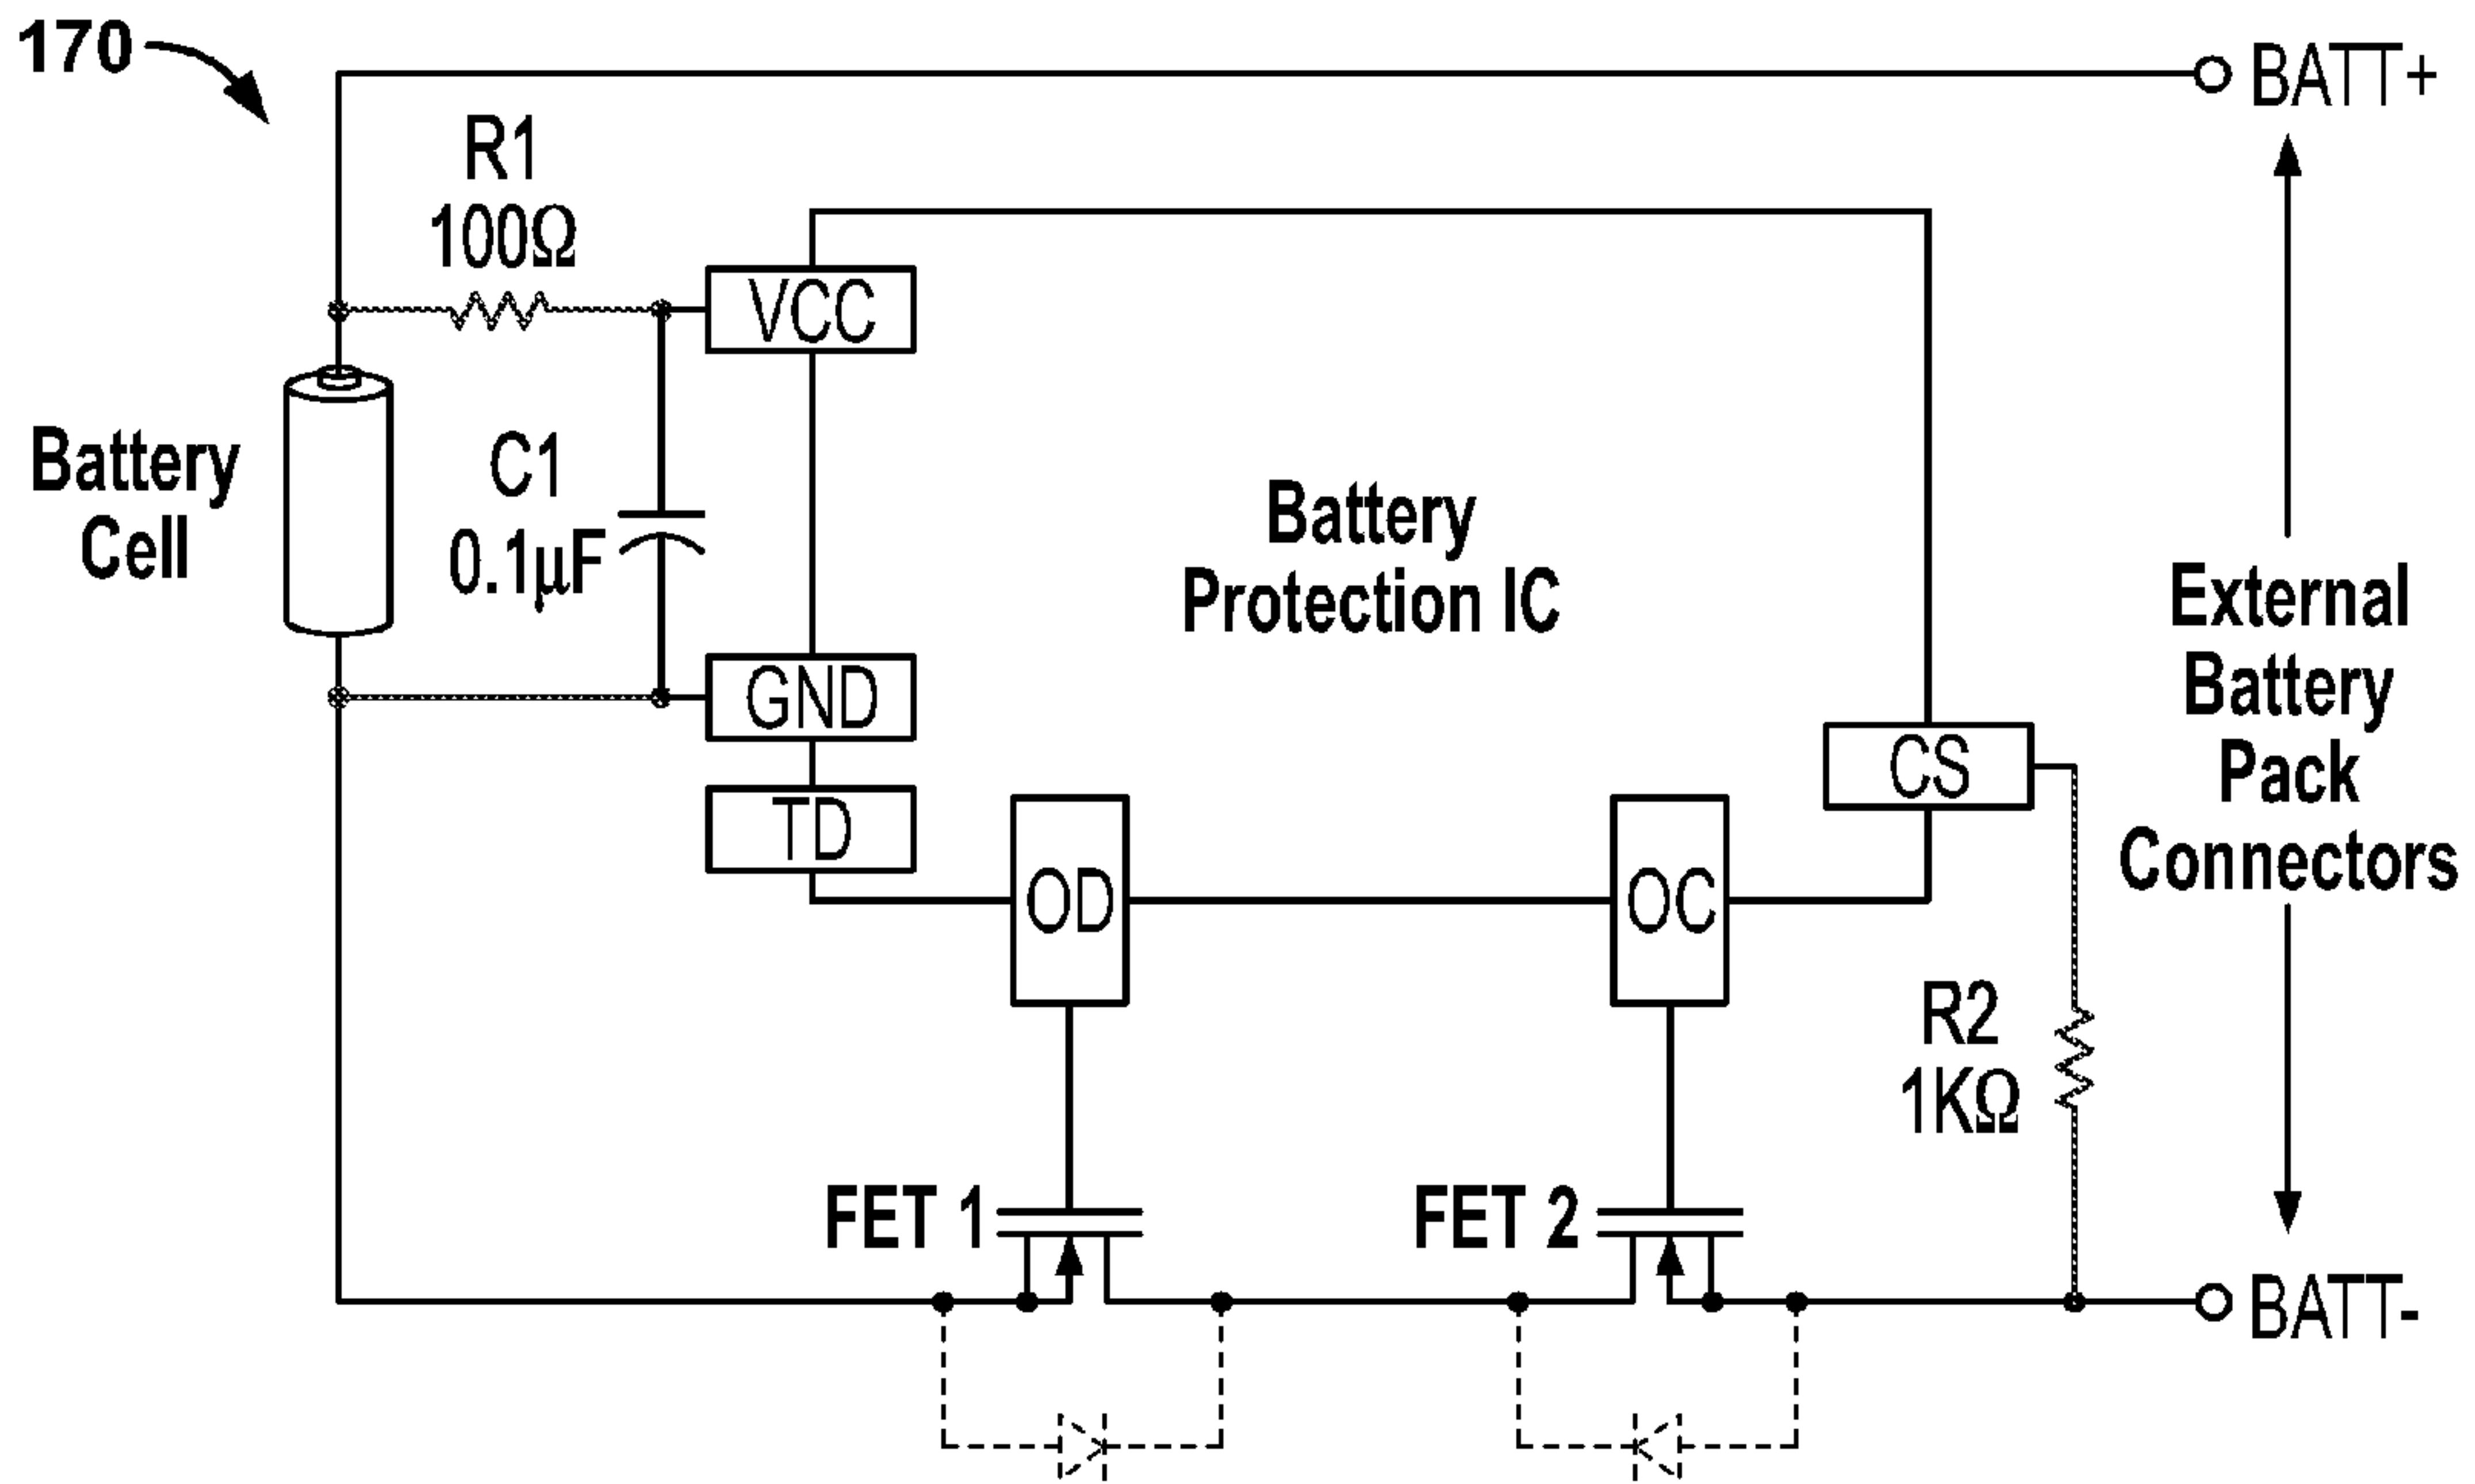 170
BATT+
R1
100Ω
VCC
Battery
Cell
C1
0.1μF
Battery
Protection IC
External
Battery
Pack
Connectors
GND
CS
TD
OD
OC
R2
1KΩ
FET 1
FET 2
BATT-